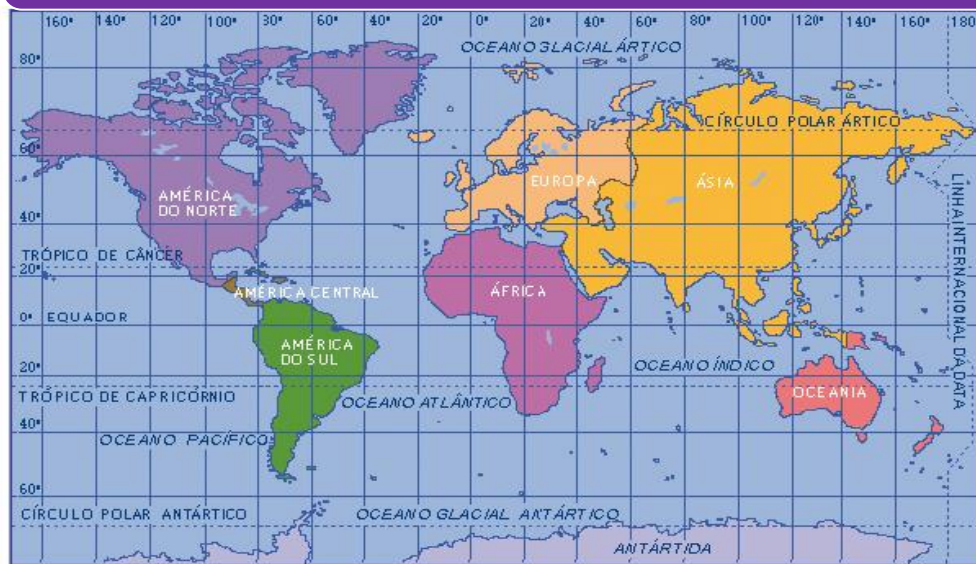 160° 140° 120° 100° 30° 60° 40° 20° 0° 20° 40° 60° 80° 100° 120° 140° 160° 180°
OCEANO GLACIAL ÁRTICO
80°
CÍRCULO POLAR ÁRTICO
60°
EUROPA
ÁSIA
AMÉRICA
DO NORTE
40°
TRÓPICO DE CÂNCER
20°
AMÉRICA CENTRAL
ÁFRICA
LINHA INTERNACIONAL DA DATA
0° EQUADOR
AMÉRICA
DO SUL
OCEANO ÍNDICO
20°
TRÓPICO DE CAPRICÓRNIO
OCEANO ATLÂNTICO
OCEANIA
40°
OCEANO PACÍFICO
60°
CÍRCULO POLAR ANTÁRTICO
OCEANO GLACIAL ANTÁRTICO
ANTÁRTIDA